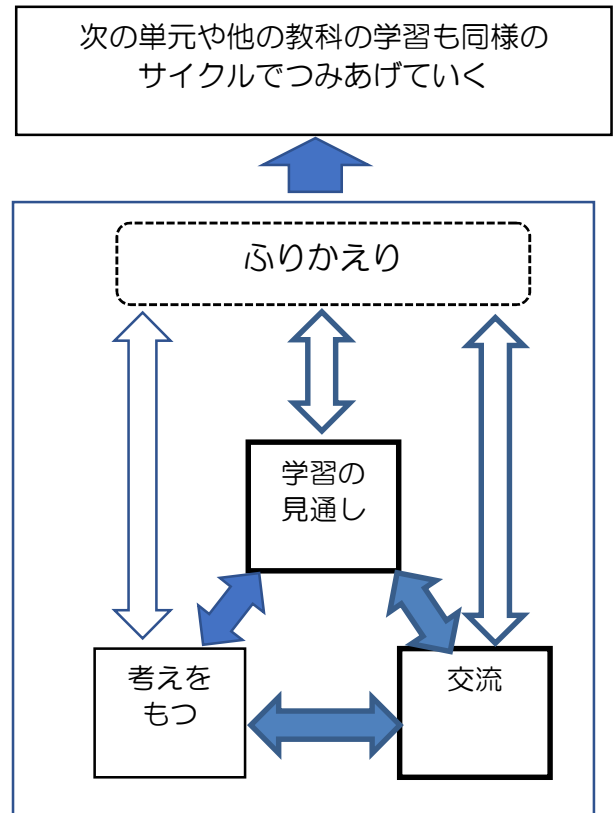 次の単元や他の教科の学習も同様の
サイクルでつみあげていく
ふりかえり
学習の
見通し
考えを
もつ
交流